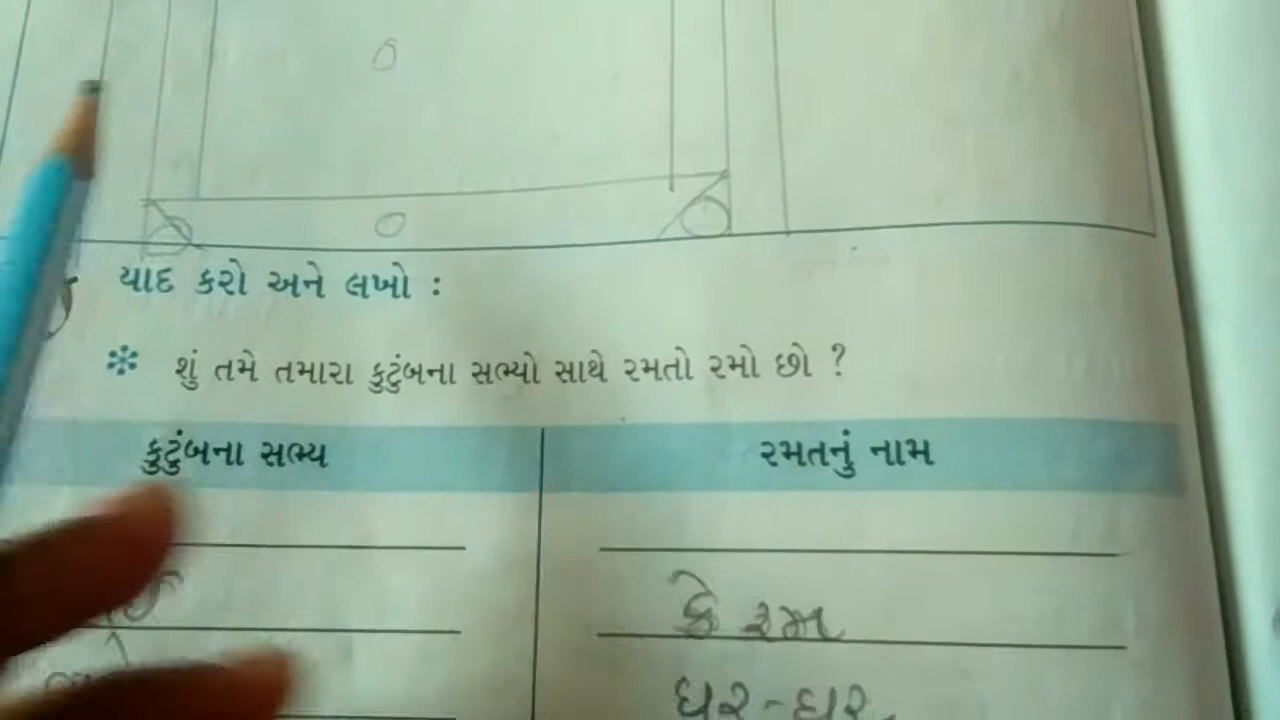 યાદ કરો અને લખો :
❇ શું તમે તમારા કુટુંબના સભ્યો સાથે રમતો રમો છો ?
કુટુંબના સભ્ય રમતનું નામ
કેરમ
ઘર-ઘર